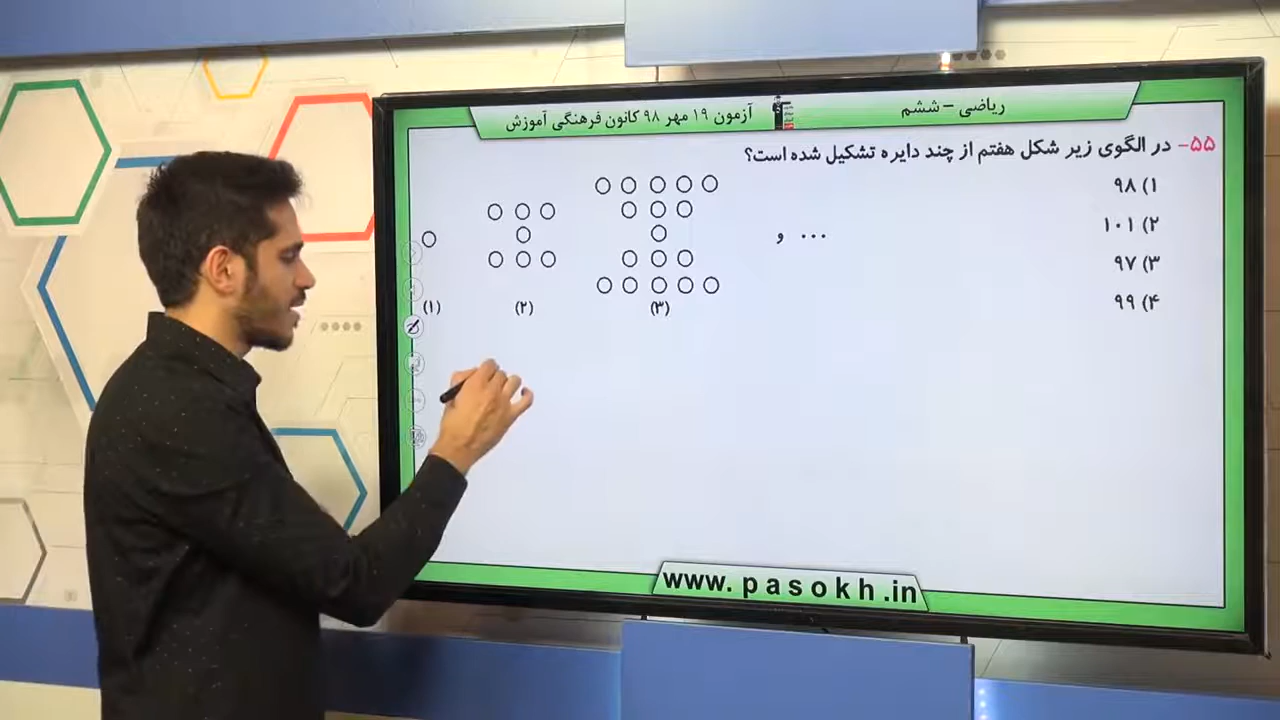 ریاضی - ششم
آزمون ۱۹ مهر ۹۸ کانون فرهنگی آموزش
۵۵- در الگوی زیر شکل هفتم از چند دایره تشکیل شده است؟
۱) ۹۸
۲) ۱۰۱
۳) ۹۷
۴) ۹۹
و ...
(۱) (۲) (۳)
www.pasokh.in